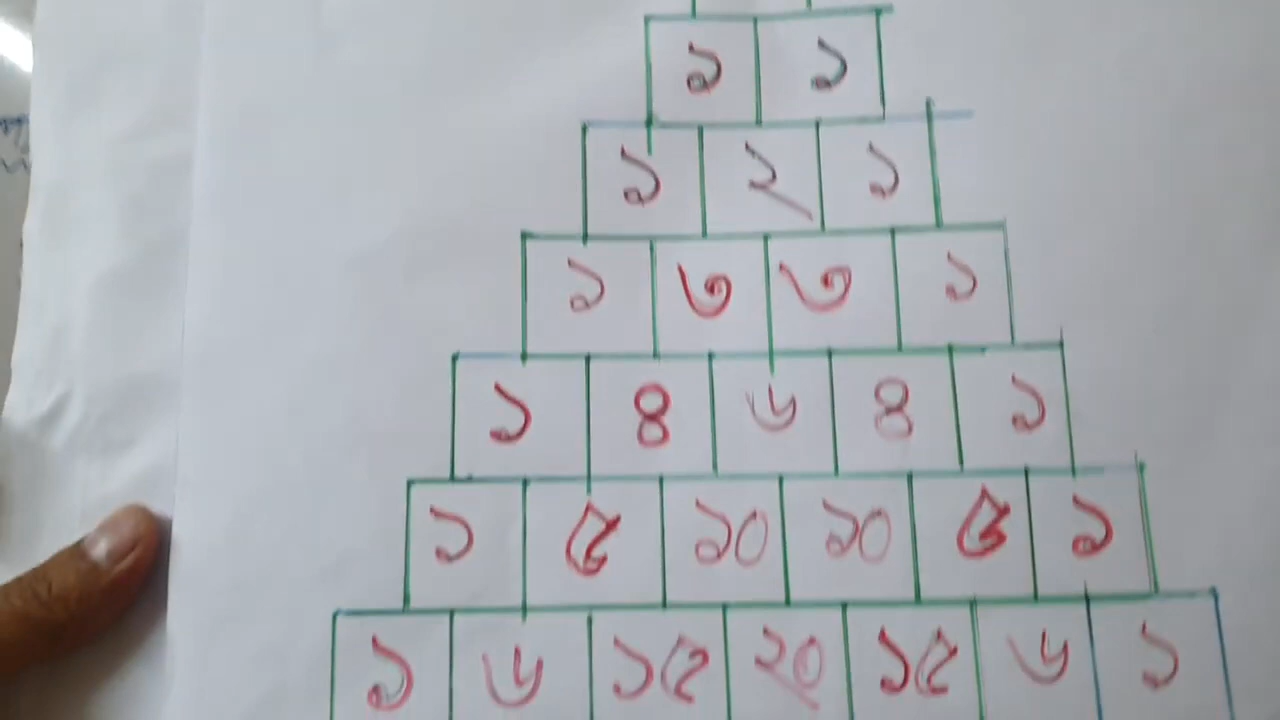 ১ ১
১ ২ ১
১ ৩ ৩ ১
১ ৪ ৬ ৪ ১
১ ৫ ১০ ১০ ৫ ১
১ ৬ ১৫ ২০ ১৫ ৬ ১